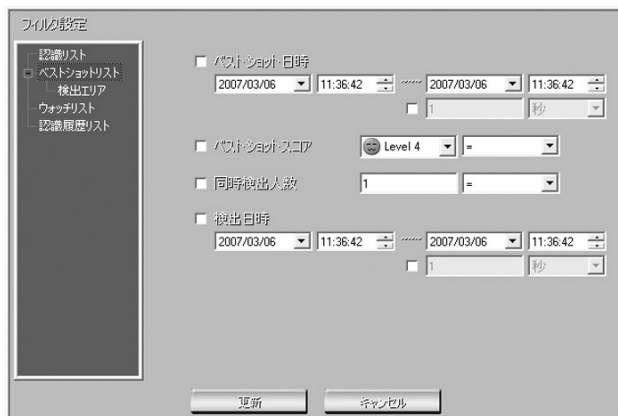 フィルタ設定
認識リスト
ベストショットリスト
検出エリア
ウォッチリスト
認識履歴リスト
ベスト・ショット・日時
2007/03/06 11:36:42 ~~~~ 2007/03/06 11:36:42
1 秒
ベスト・ショット・スコア Level 4 =
同時検出人数 1 =
検出日時
2007/03/06 11:36:42 ~~~~ 2007/03/06 11:36:42
1 秒
更新 キャンセル